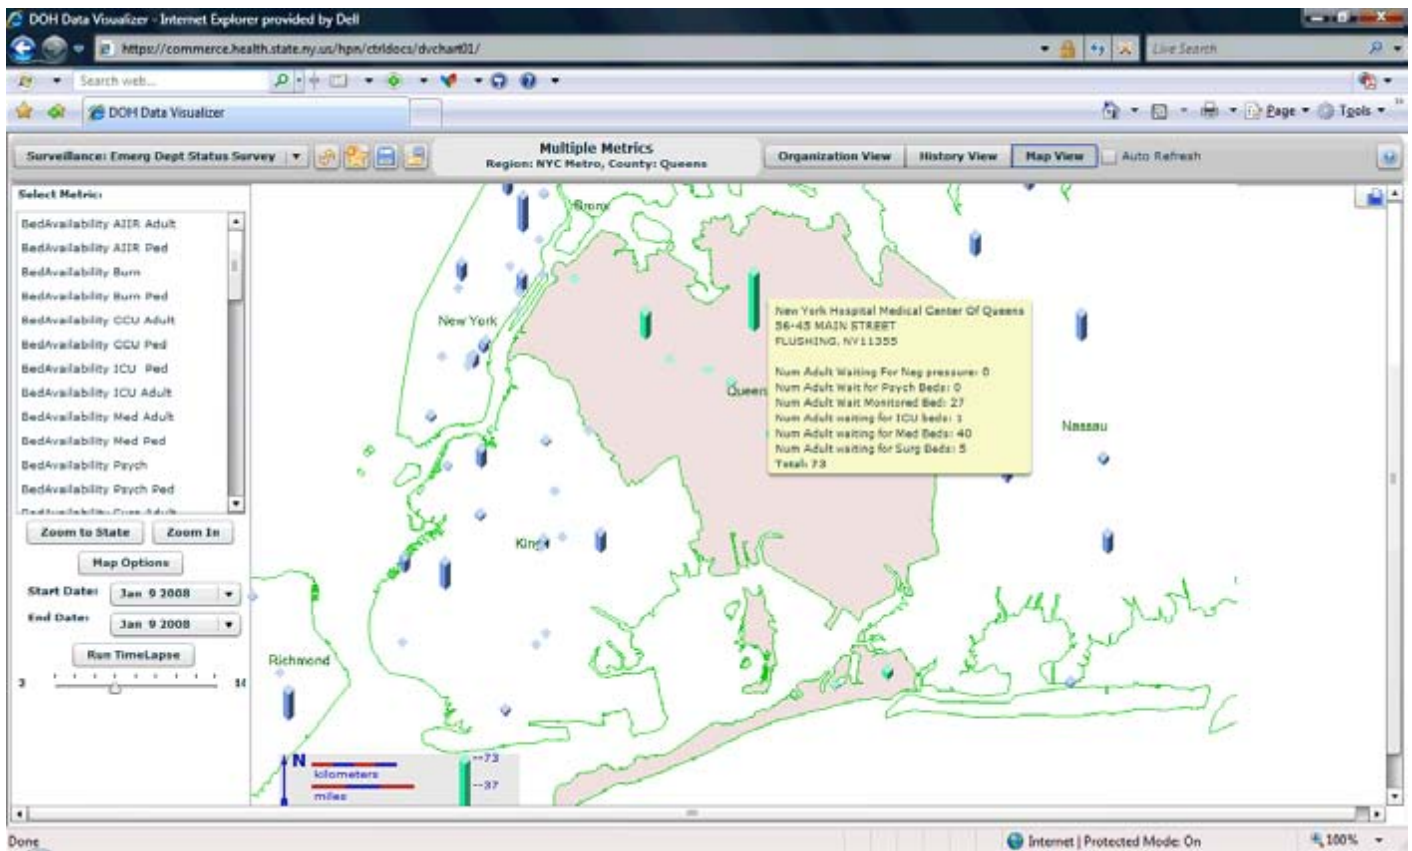 DOH Data Visualizer - Internet Explorer provided by Dell
https://commerce.health.state.ny.us/hpn/ctrldocs/dvchart01/
Live Search
Search web...
DOH Data Visualizer
Page
Tools
Surveillance: Emerg Dept Status Survey
Multiple Metrics
Region: NYC Metro, County: Queens
Organization View
History View
Map View
Auto Refresh
Select Metric:
BedAvailability AIIR Adult
BedAvailability AIIR Ped
BedAvailability Burn
BedAvailability Burn Ped
BedAvailability CCU Adult
BedAvailability CCU Ped
BedAvailability ICU Ped
BedAvailability ICU Adult
BedAvailability Med Adult
BedAvailability Med Ped
BedAvailability Psych
BedAvailability Psych Ped
Zoom to State
Zoom In
Map Options
Start Date:
Jan 9 2008
End Date:
Jan 9 2008
Run TimeLapse
3
Bronx
New York
Queens
Kings
Nassau
Richmond
New York Hospital Medical Center Of Queens
56-45 MAIN STREET
FLUSHING, NY11355
Num Adult Waiting For Neg pressure: 0
Num Adult Wait for Psych Beds: 0
Num Adult Wait Monitored Bed: 27
Num Adult waiting for ICU beds: 1
Num Adult waiting for Med Beds: 40
Num Adult waiting for Surg Beds: 5
Total: 73
N
kilometers
miles
--73
--37
Done
Internet | Protected Mode: On
100%